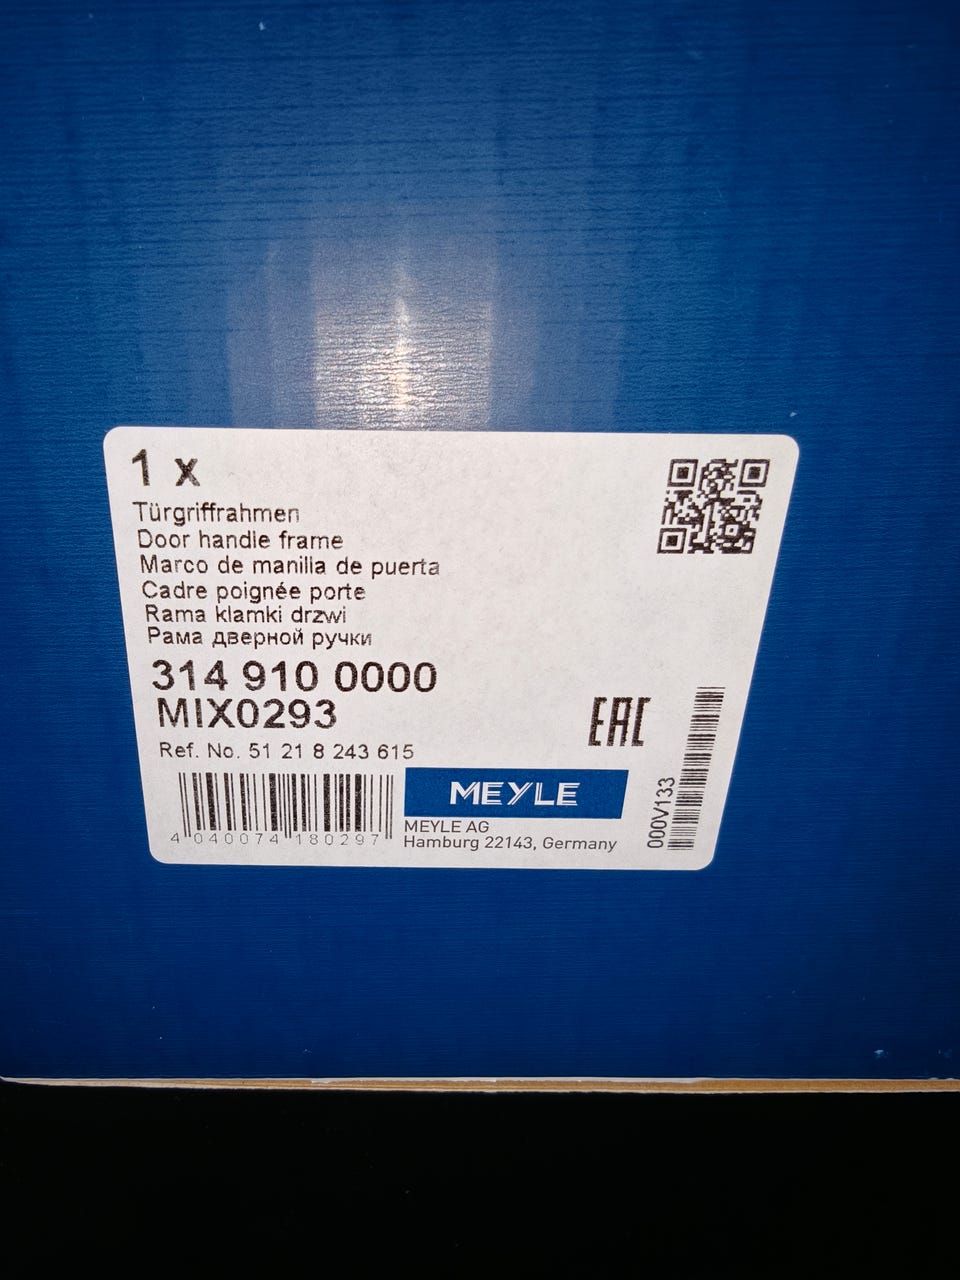 1 x
Türgriffrahmen
Door handle frame
Marco de manilla de puerta
Cadre poignée porte
Rama klamki drzwi
Рама дверной ручки
314 910 0000
MIX0293
Ref. No. 51 21 8 243 615
EAC
4 040074 180297
MEYLE
MEYLE AG
Hamburg 22143, Germany
000V133